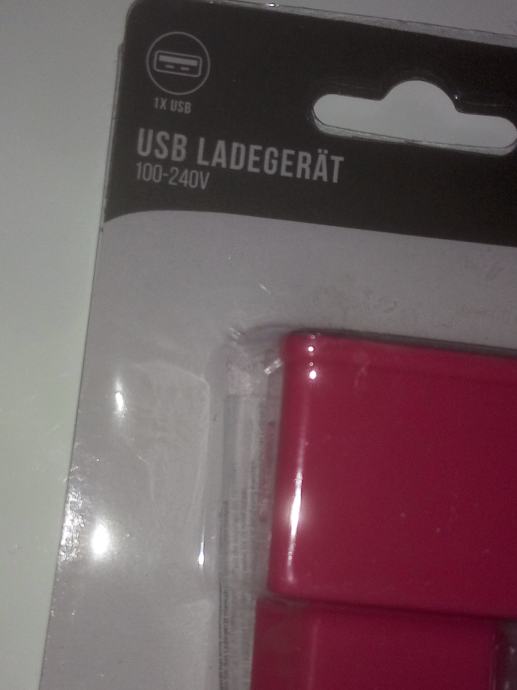 1X USB
USB LADEGERÄT
100-240V